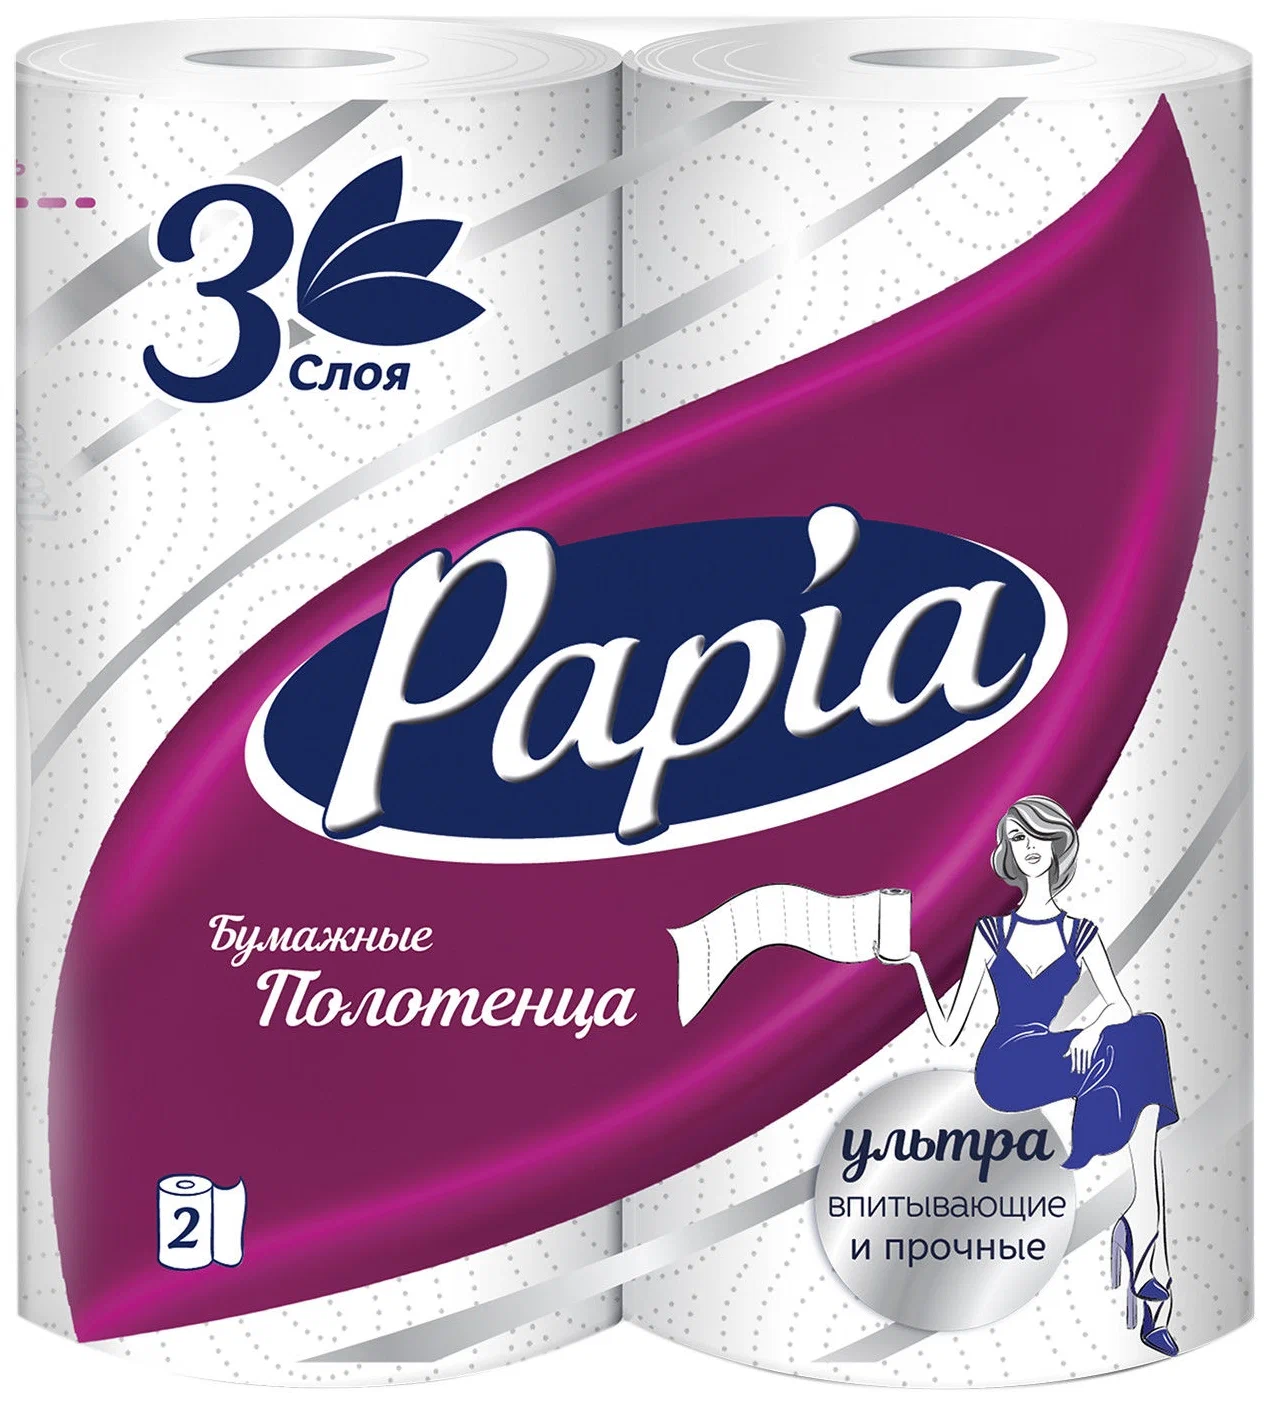 3
Слоя
Papia
Бумажные
Полотенца
ультра
впитывающие
и прочные
2